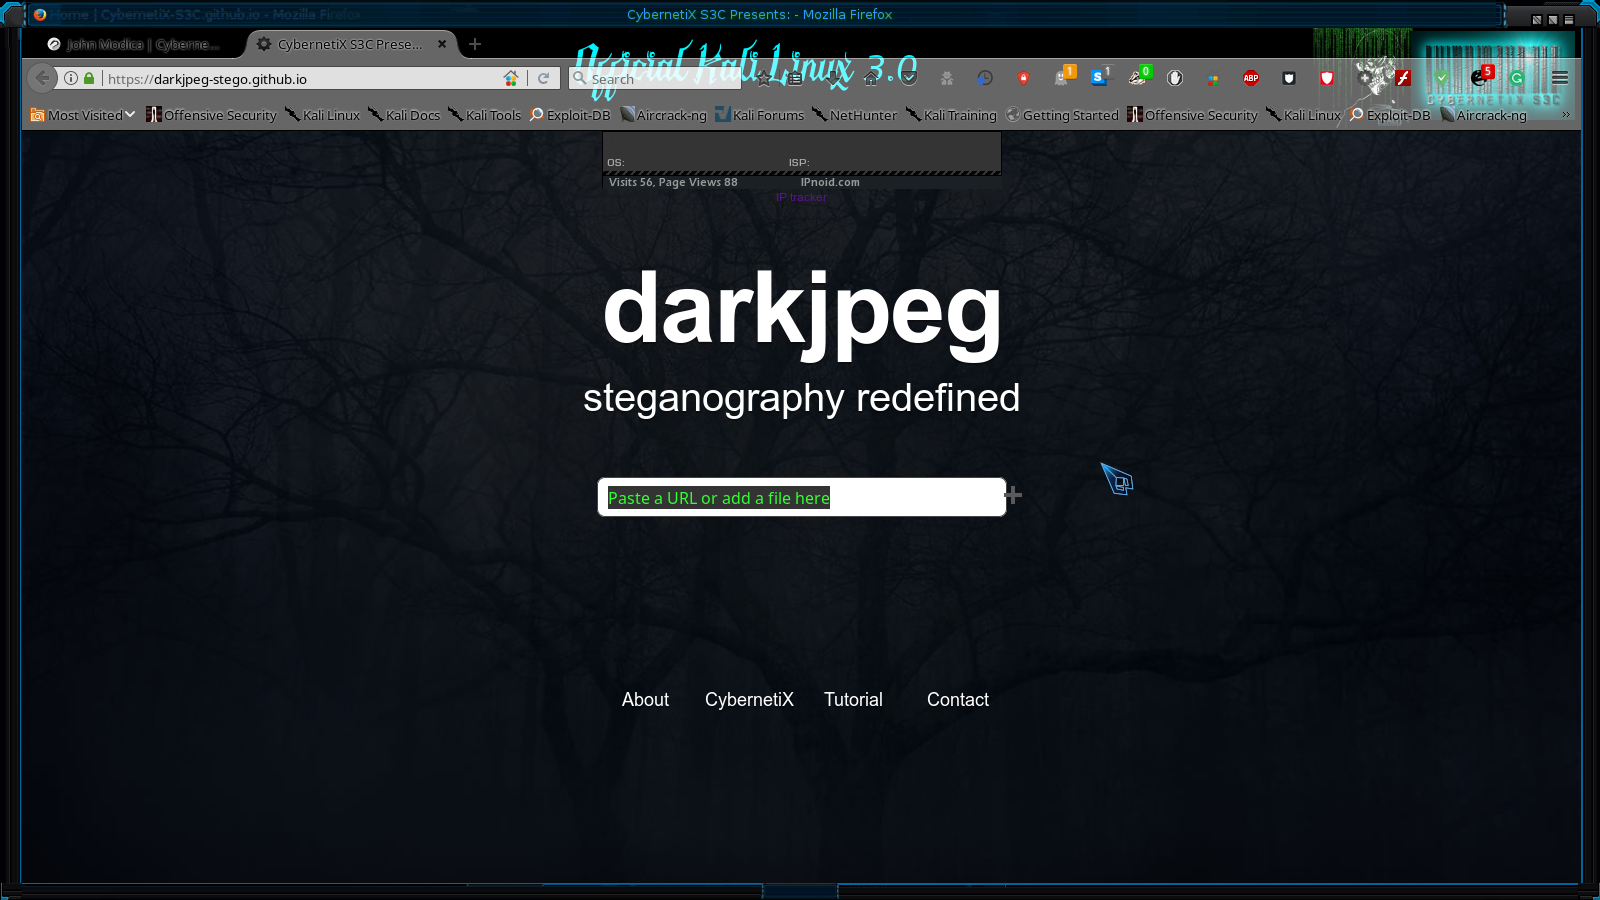 Home | CybernetiX-S3C.github.io - Mozilla Firefox
CybernetiX S3C Presents: - Mozilla Firefox
John Modica | Cyberne...
CybernetiX S3C Prese...
Official Kali Linux 3.0
https://darkjpeg-stego.github.io
Search
1
1
0
ABP
5
CYBERNETIX S3C
Most Visited
Offensive Security
Kali Linux
Kali Docs
Kali Tools
Exploit-DB
Aircrack-ng
Kali Forums
NetHunter
Kali Training
Getting Started
Offensive Security
Kali Linux
Exploit-DB
Aircrack-ng
OS:
ISP:
Visits 56, Page Views 88
IPnoid.com
IP tracker
darkjpeg
steganography redefined
Paste a URL or add a file here
About
CybernetiX
Tutorial
Contact